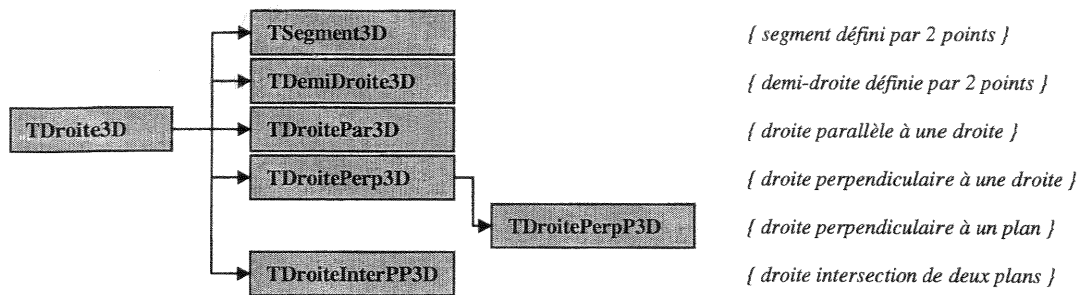 TSegment3D { segment défini par 2 points }
TDemiDroite3D { demi-droite définie par 2 points }
TDroite3D TDroitePar3D { droite parallèle à une droite }
TDroitePerp3D { droite perpendiculaire à une droite }
TDroitePerpP3D { droite perpendiculaire à un plan }
TDroiteInterPP3D { droite intersection de deux plans }